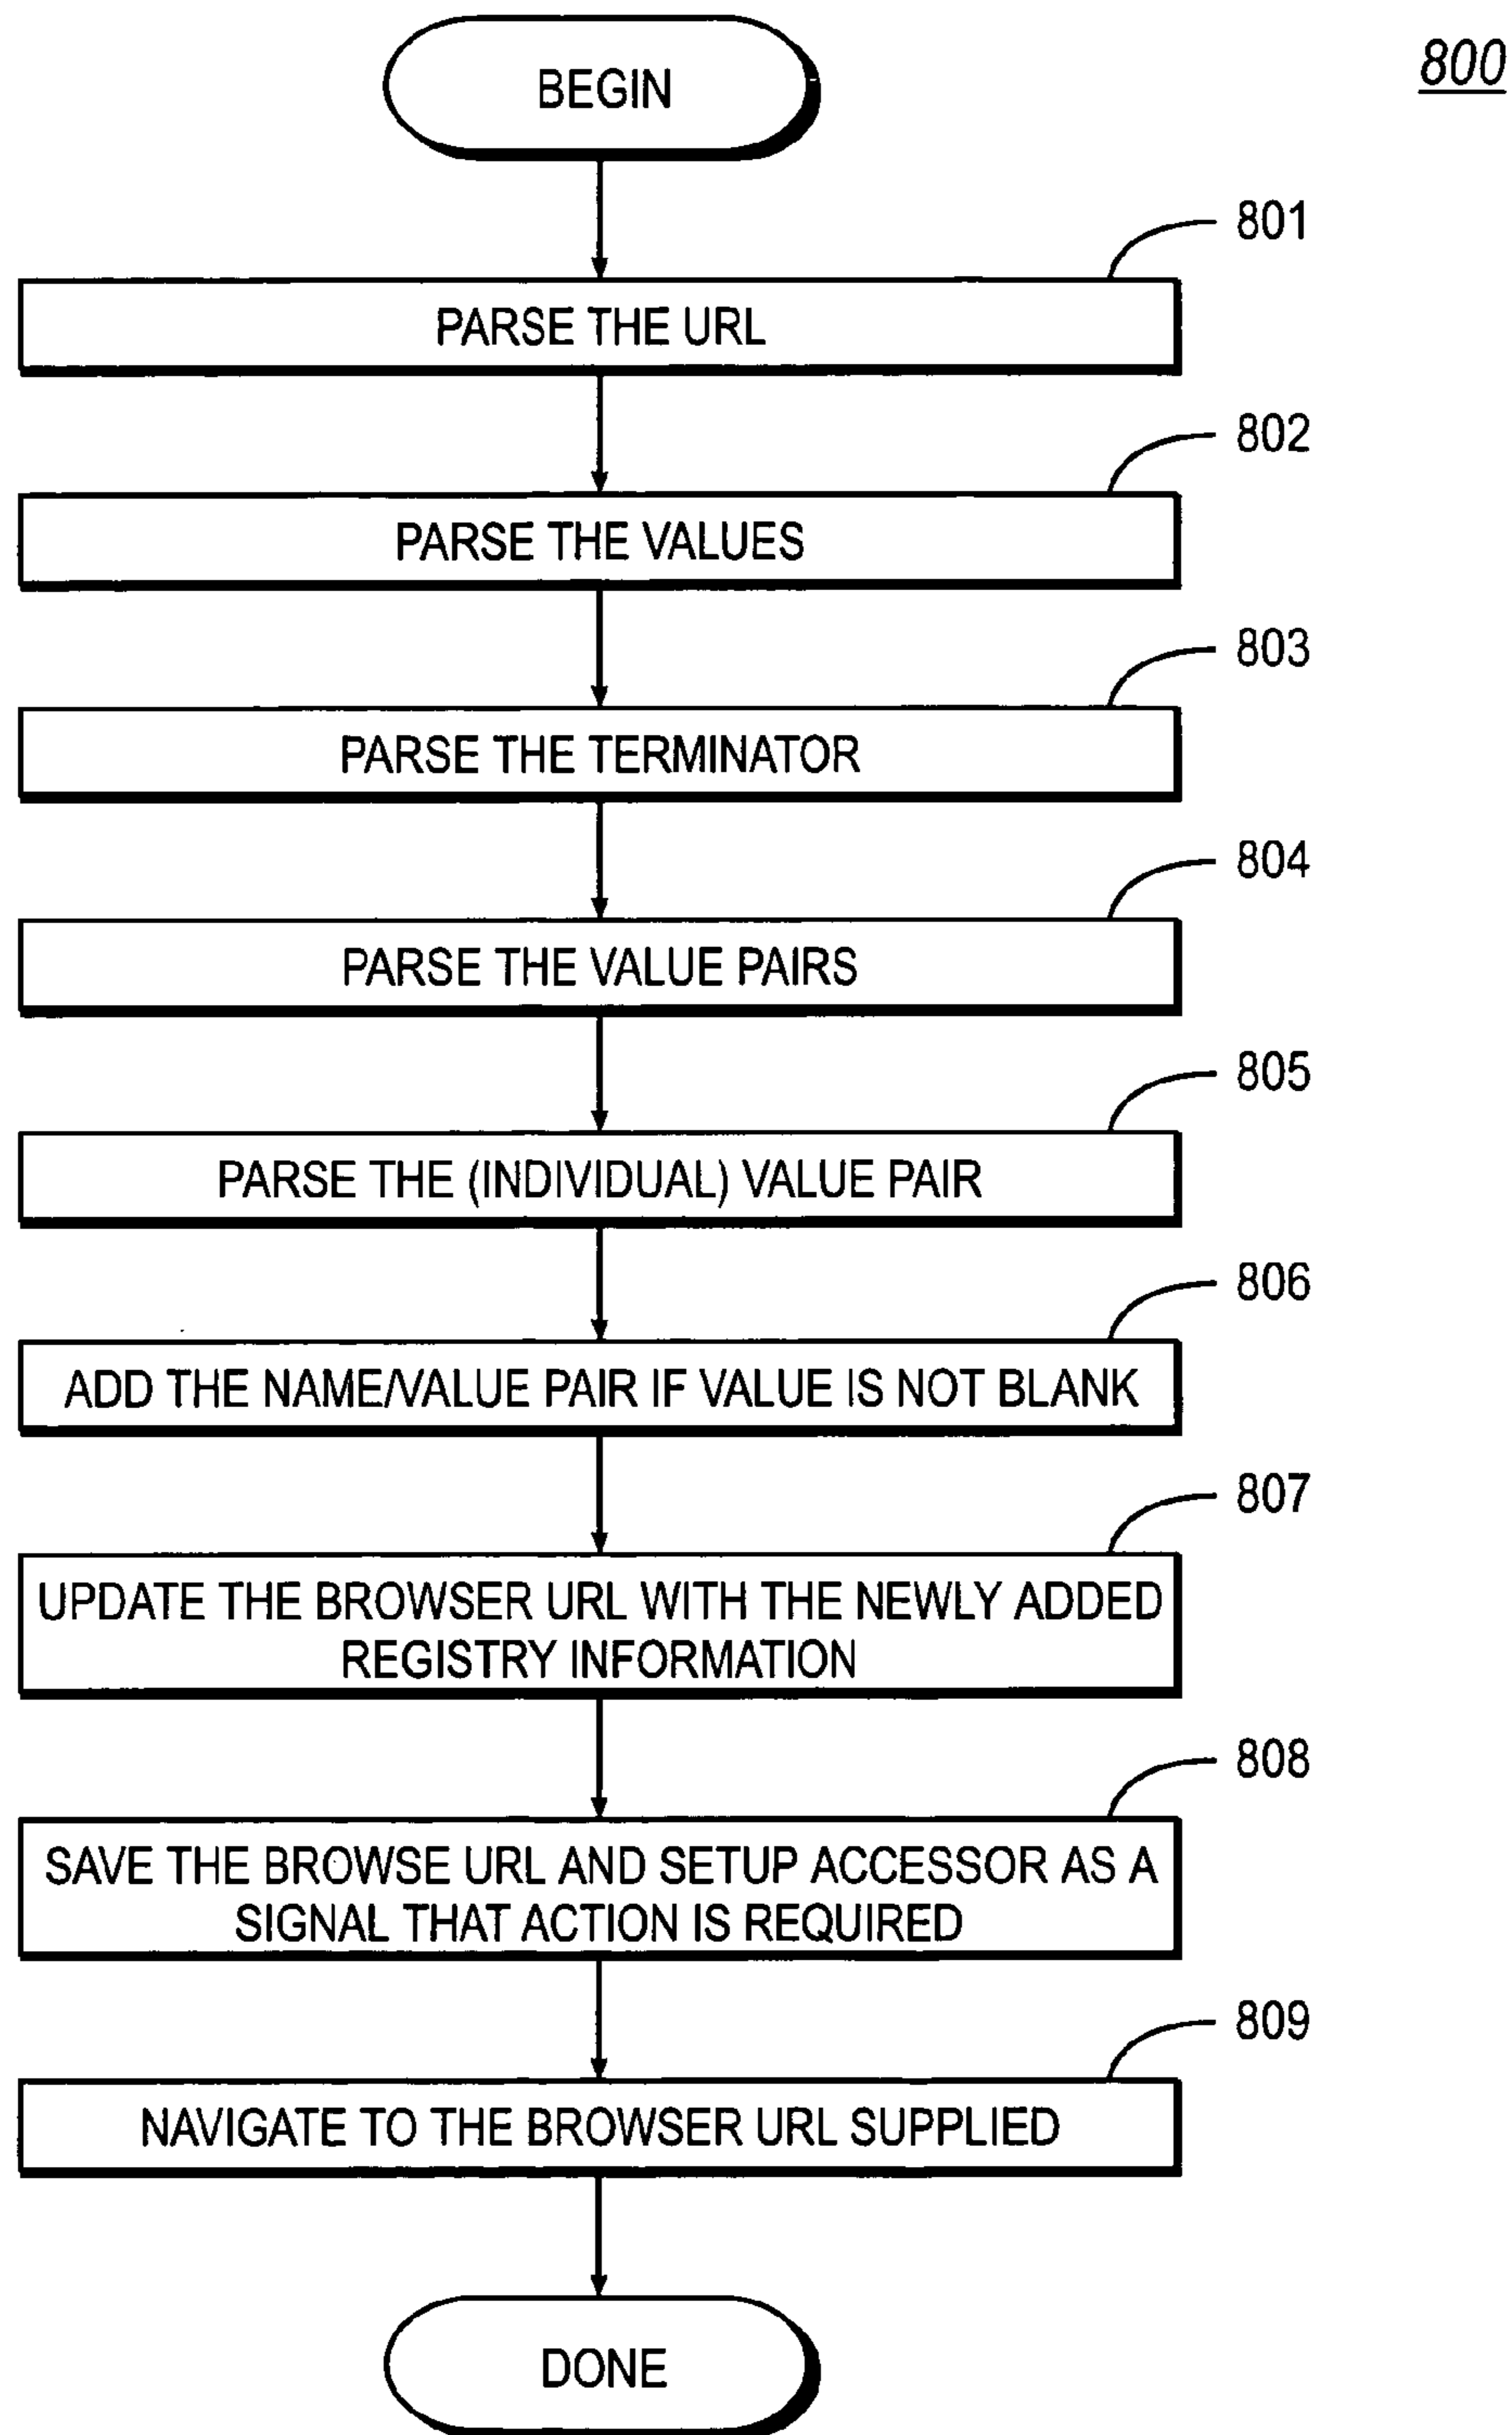 800
BEGIN
801
PARSE THE URL
802
PARSE THE VALUES
803
PARSE THE TERMINATOR
804
PARSE THE VALUE PAIRS
805
PARSE THE (INDIVIDUAL) VALUE PAIR
806
ADD THE NAME/VALUE PAIR IF VALUE IS NOT BLANK
807
UPDATE THE BROWSER URL WITH THE NEWLY ADDED
REGISTRY INFORMATION
808
SAVE THE BROWSE URL AND SETUP ACCESSOR AS A
SIGNAL THAT ACTION IS REQUIRED
809
NAVIGATE TO THE BROWSER URL SUPPLIED
DONE